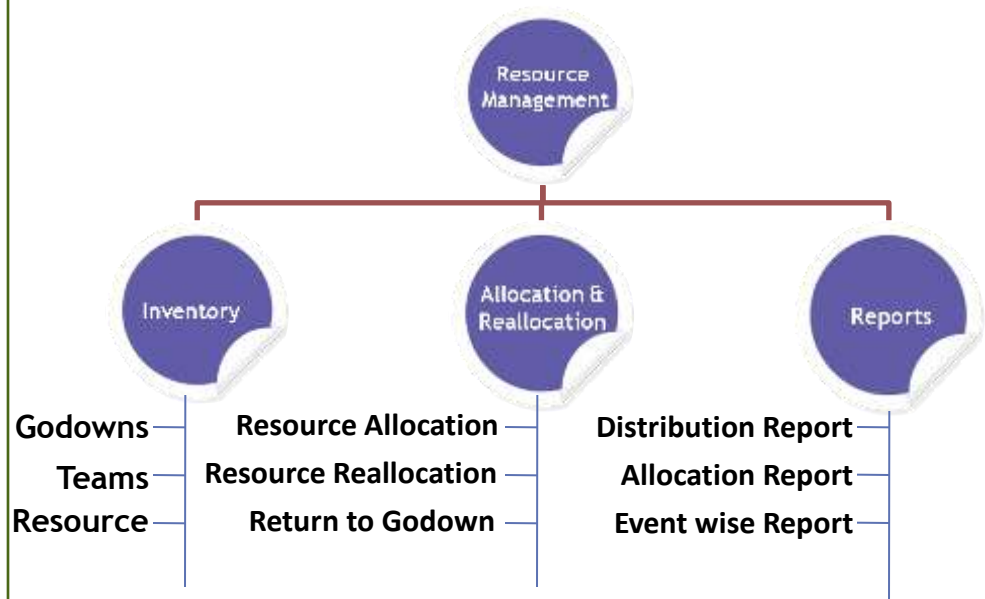 Resource
Management
Inventory
Allocation &
Reallocation
Reports
Godowns
Teams
Resource
Resource Allocation
Resource Reallocation
Return to Godown
Distribution Report
Allocation Report
Event wise Report